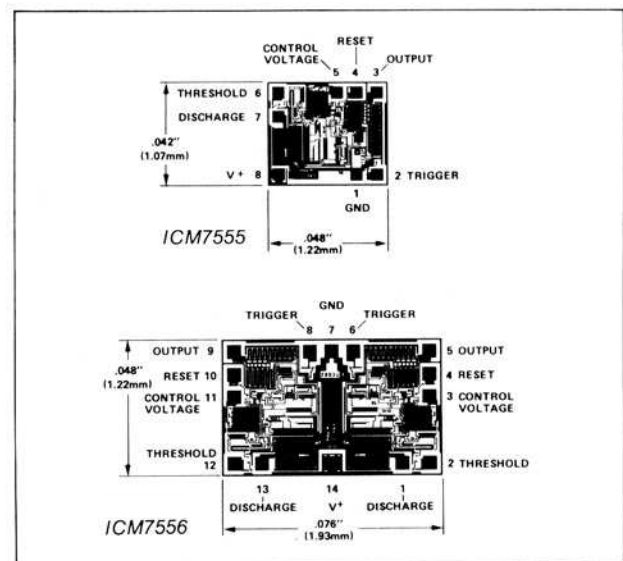 RESET
CONTROL VOLTAGE 5 4 3 OUTPUT
THRESHOLD 6
DISCHARGE 7
.042"
(1.07mm)
V+ 8
2 TRIGGER
1
GND
ICM7555
.048"
(1.22mm)
GND
TRIGGER TRIGGER
8 7 6
OUTPUT 9
5 OUTPUT
.048"
(1.22mm)
RESET 10
4 RESET
CONTROL 11
VOLTAGE
3 CONTROL
VOLTAGE
THRESHOLD
12
2 THRESHOLD
13 14 1
DISCHARGE V+ DISCHARGE
ICM7556
.076"
(1.93mm)